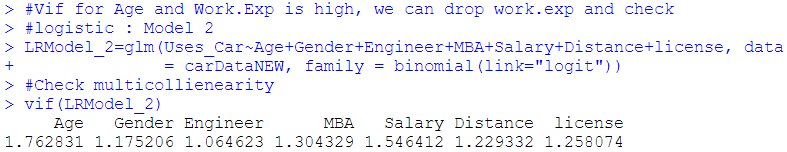 > #Vif for Age and Work.Exp is high, we can drop work.exp and check
> #logistic : Model 2
> LRModel_2=glm(Uses_Car~Age+Gender+Engineer+MBA+Salary+Distance+license, data
+             = carDataNEW, family = binomial(link="logit"))
> #Check multicollienearity
> vif(LRModel_2)
     Age   Gender Engineer      MBA   Salary Distance  license
1.762831 1.175206 1.064623 1.304329 1.546412 1.229332 1.258074